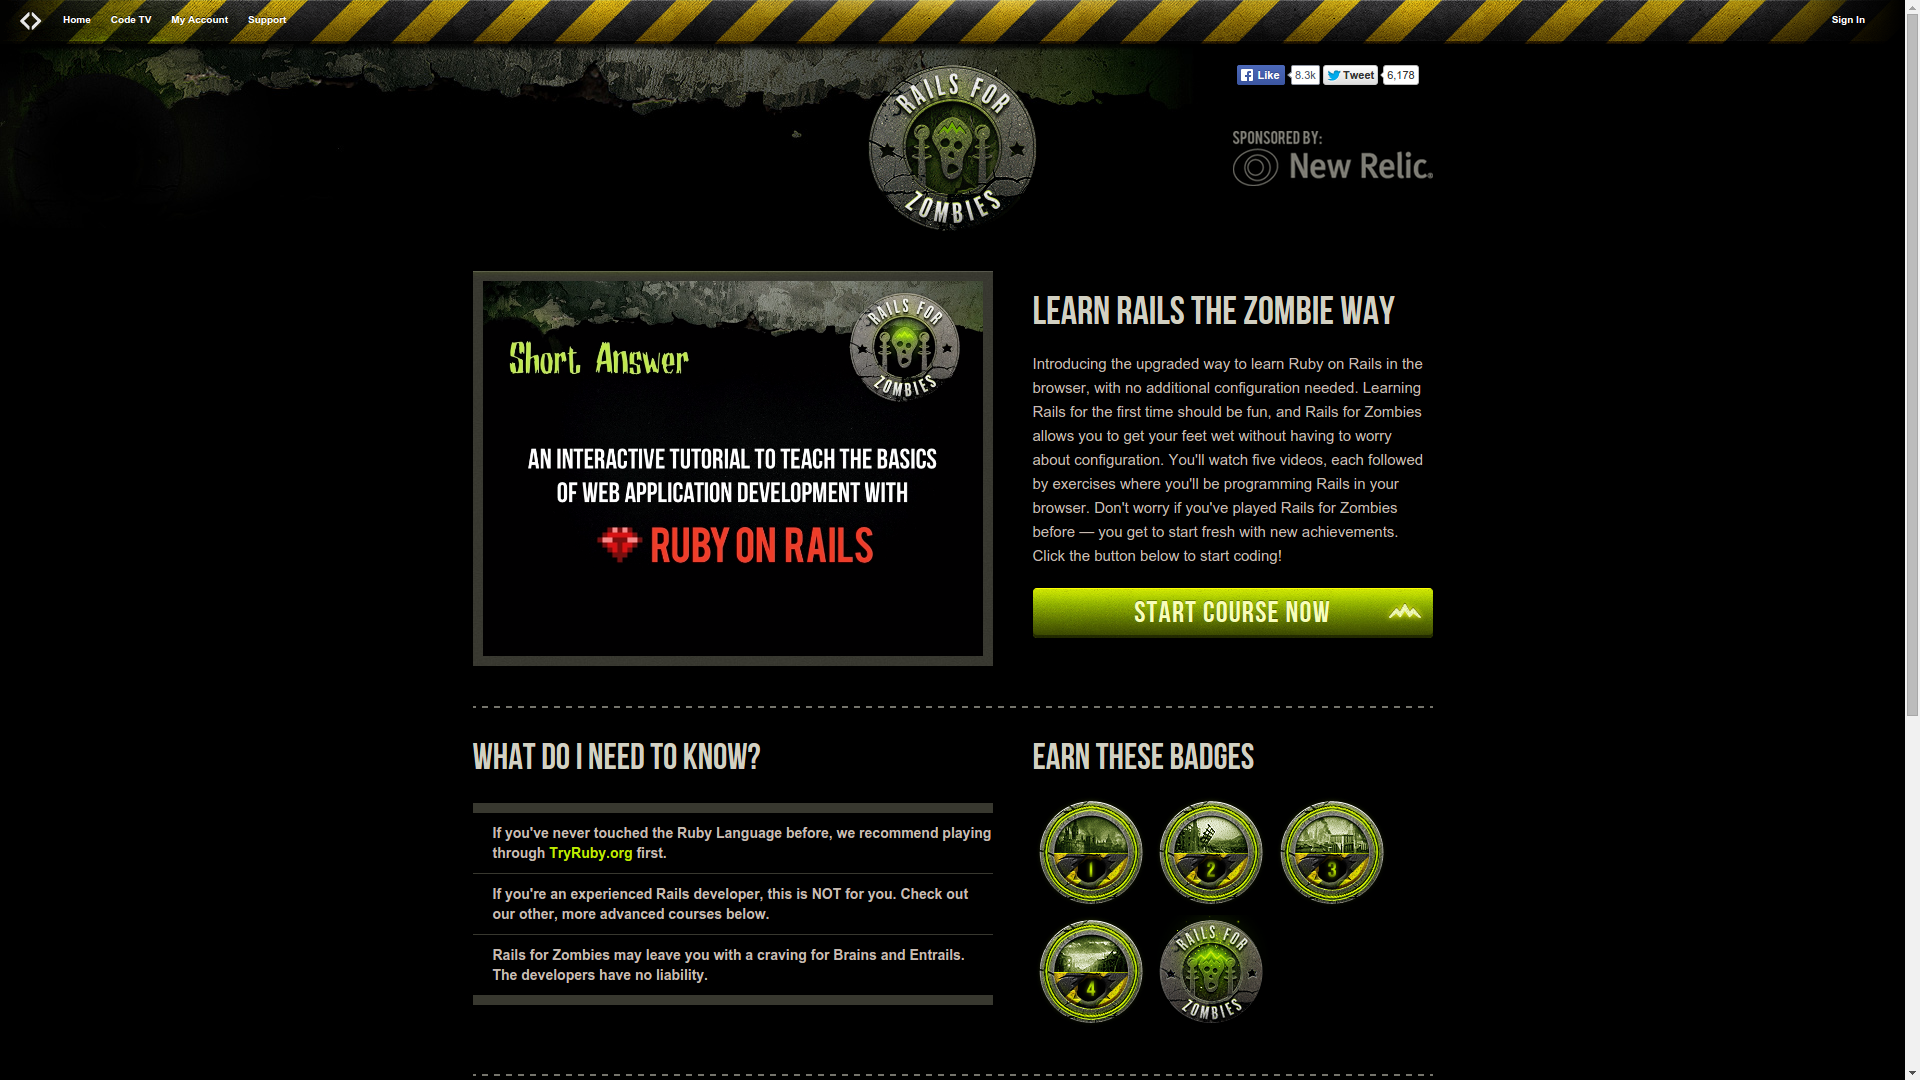 Home Code TV My Account Support Sign In
RAILS FOR
ZOMBIES
Like 8.3k Tweet 6,178
SPONSORED BY:
New Relic.
RAILS FOR
ZOMBIES
Short Answer
AN INTERACTIVE TUTORIAL TO TEACH THE BASICS
OF WEB APPLICATION DEVELOPMENT WITH
RUBY ON RAILS
LEARN RAILS THE ZOMBIE WAY
Introducing the upgraded way to learn Ruby on Rails in the
browser, with no additional configuration needed. Learning
Rails for the first time should be fun, and Rails for Zombies
allows you to get your feet wet without having to worry
about configuration. You'll watch five videos, each followed
by exercises where you'll be programming Rails in your
browser. Don't worry if you've played Rails for Zombies
before — you get to start fresh with new achievements.
Click the button below to start coding!
START COURSE NOW
WHAT DO I NEED TO KNOW?
If you've never touched the Ruby Language before, we recommend playing
through TryRuby.org first.
If you're an experienced Rails developer, this is NOT for you. Check out
our other, more advanced courses below.
Rails for Zombies may leave you with a craving for Brains and Entrails.
The developers have no liability.
EARN THESE BADGES
1 2 3
4
RAILS FOR
ZOMBIES